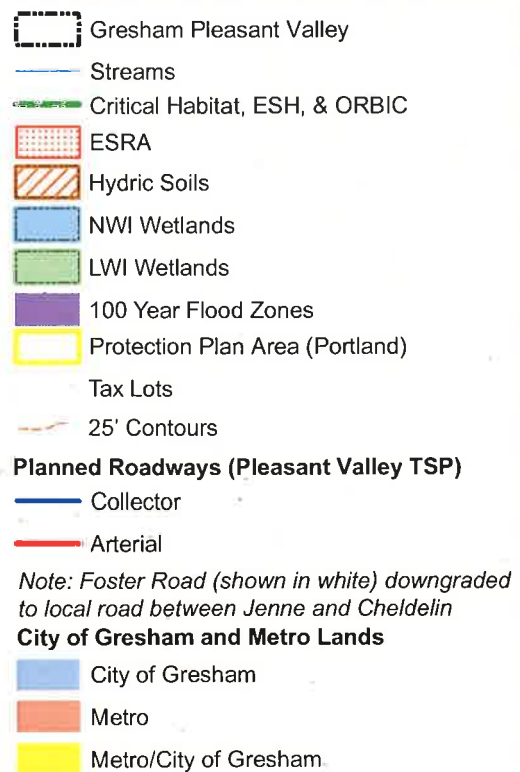 Gresham Pleasant Valley
Streams
Critical Habitat, ESH, & ORBIC
ESRA
Hydric Soils
NWI Wetlands
LWI Wetlands
100 Year Flood Zones
Protection Plan Area (Portland)
Tax Lots
25' Contours
Planned Roadways (Pleasant Valley TSP)
Collector
Arterial
Note: Foster Road (shown in white) downgraded
to local road between Jenne and Cheldelin
City of Gresham and Metro Lands
City of Gresham
Metro
Metro/City of Gresham